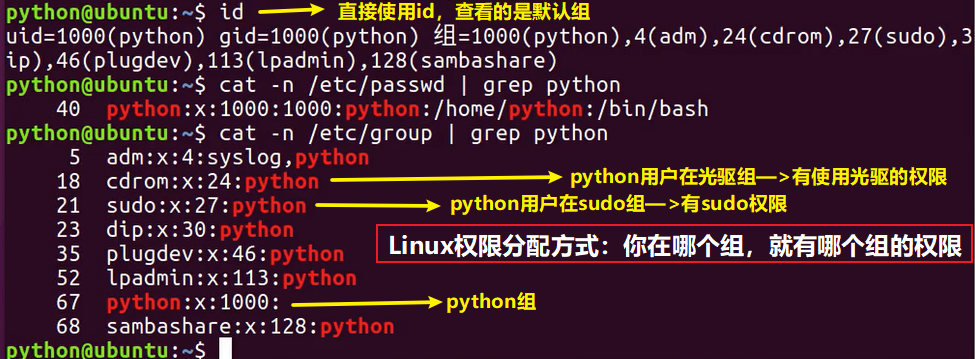 python@ubuntu:~$ id
直接使用id，查看的是默认组
uid=1000(python) gid=1000(python) 组=1000(python),4(adm),24(cdrom),27(sudo),3
ip),46(plugdev),113(lpadmin),128(sambashare)
python@ubuntu:~$ cat -n /etc/passwd | grep python
40 python:x:1000:1000:python:/home/python:/bin/bash
python@ubuntu:~$ cat -n /etc/group | grep python
5 adm:x:4:syslog,python
18 cdrom:x:24:python
python用户在光驱组—>有使用光驱的权限
21 sudo:x:27:python
python用户在sudo组—>有sudo权限
23 dip:x:30:python
35 plugdev:x:46:python
Linux权限分配方式：你在哪个组，就有哪个组的权限
52 lpadmin:x:113:python
67 python:x:1000:
python组
68 sambashare:x:128:python
python@ubuntu:~$